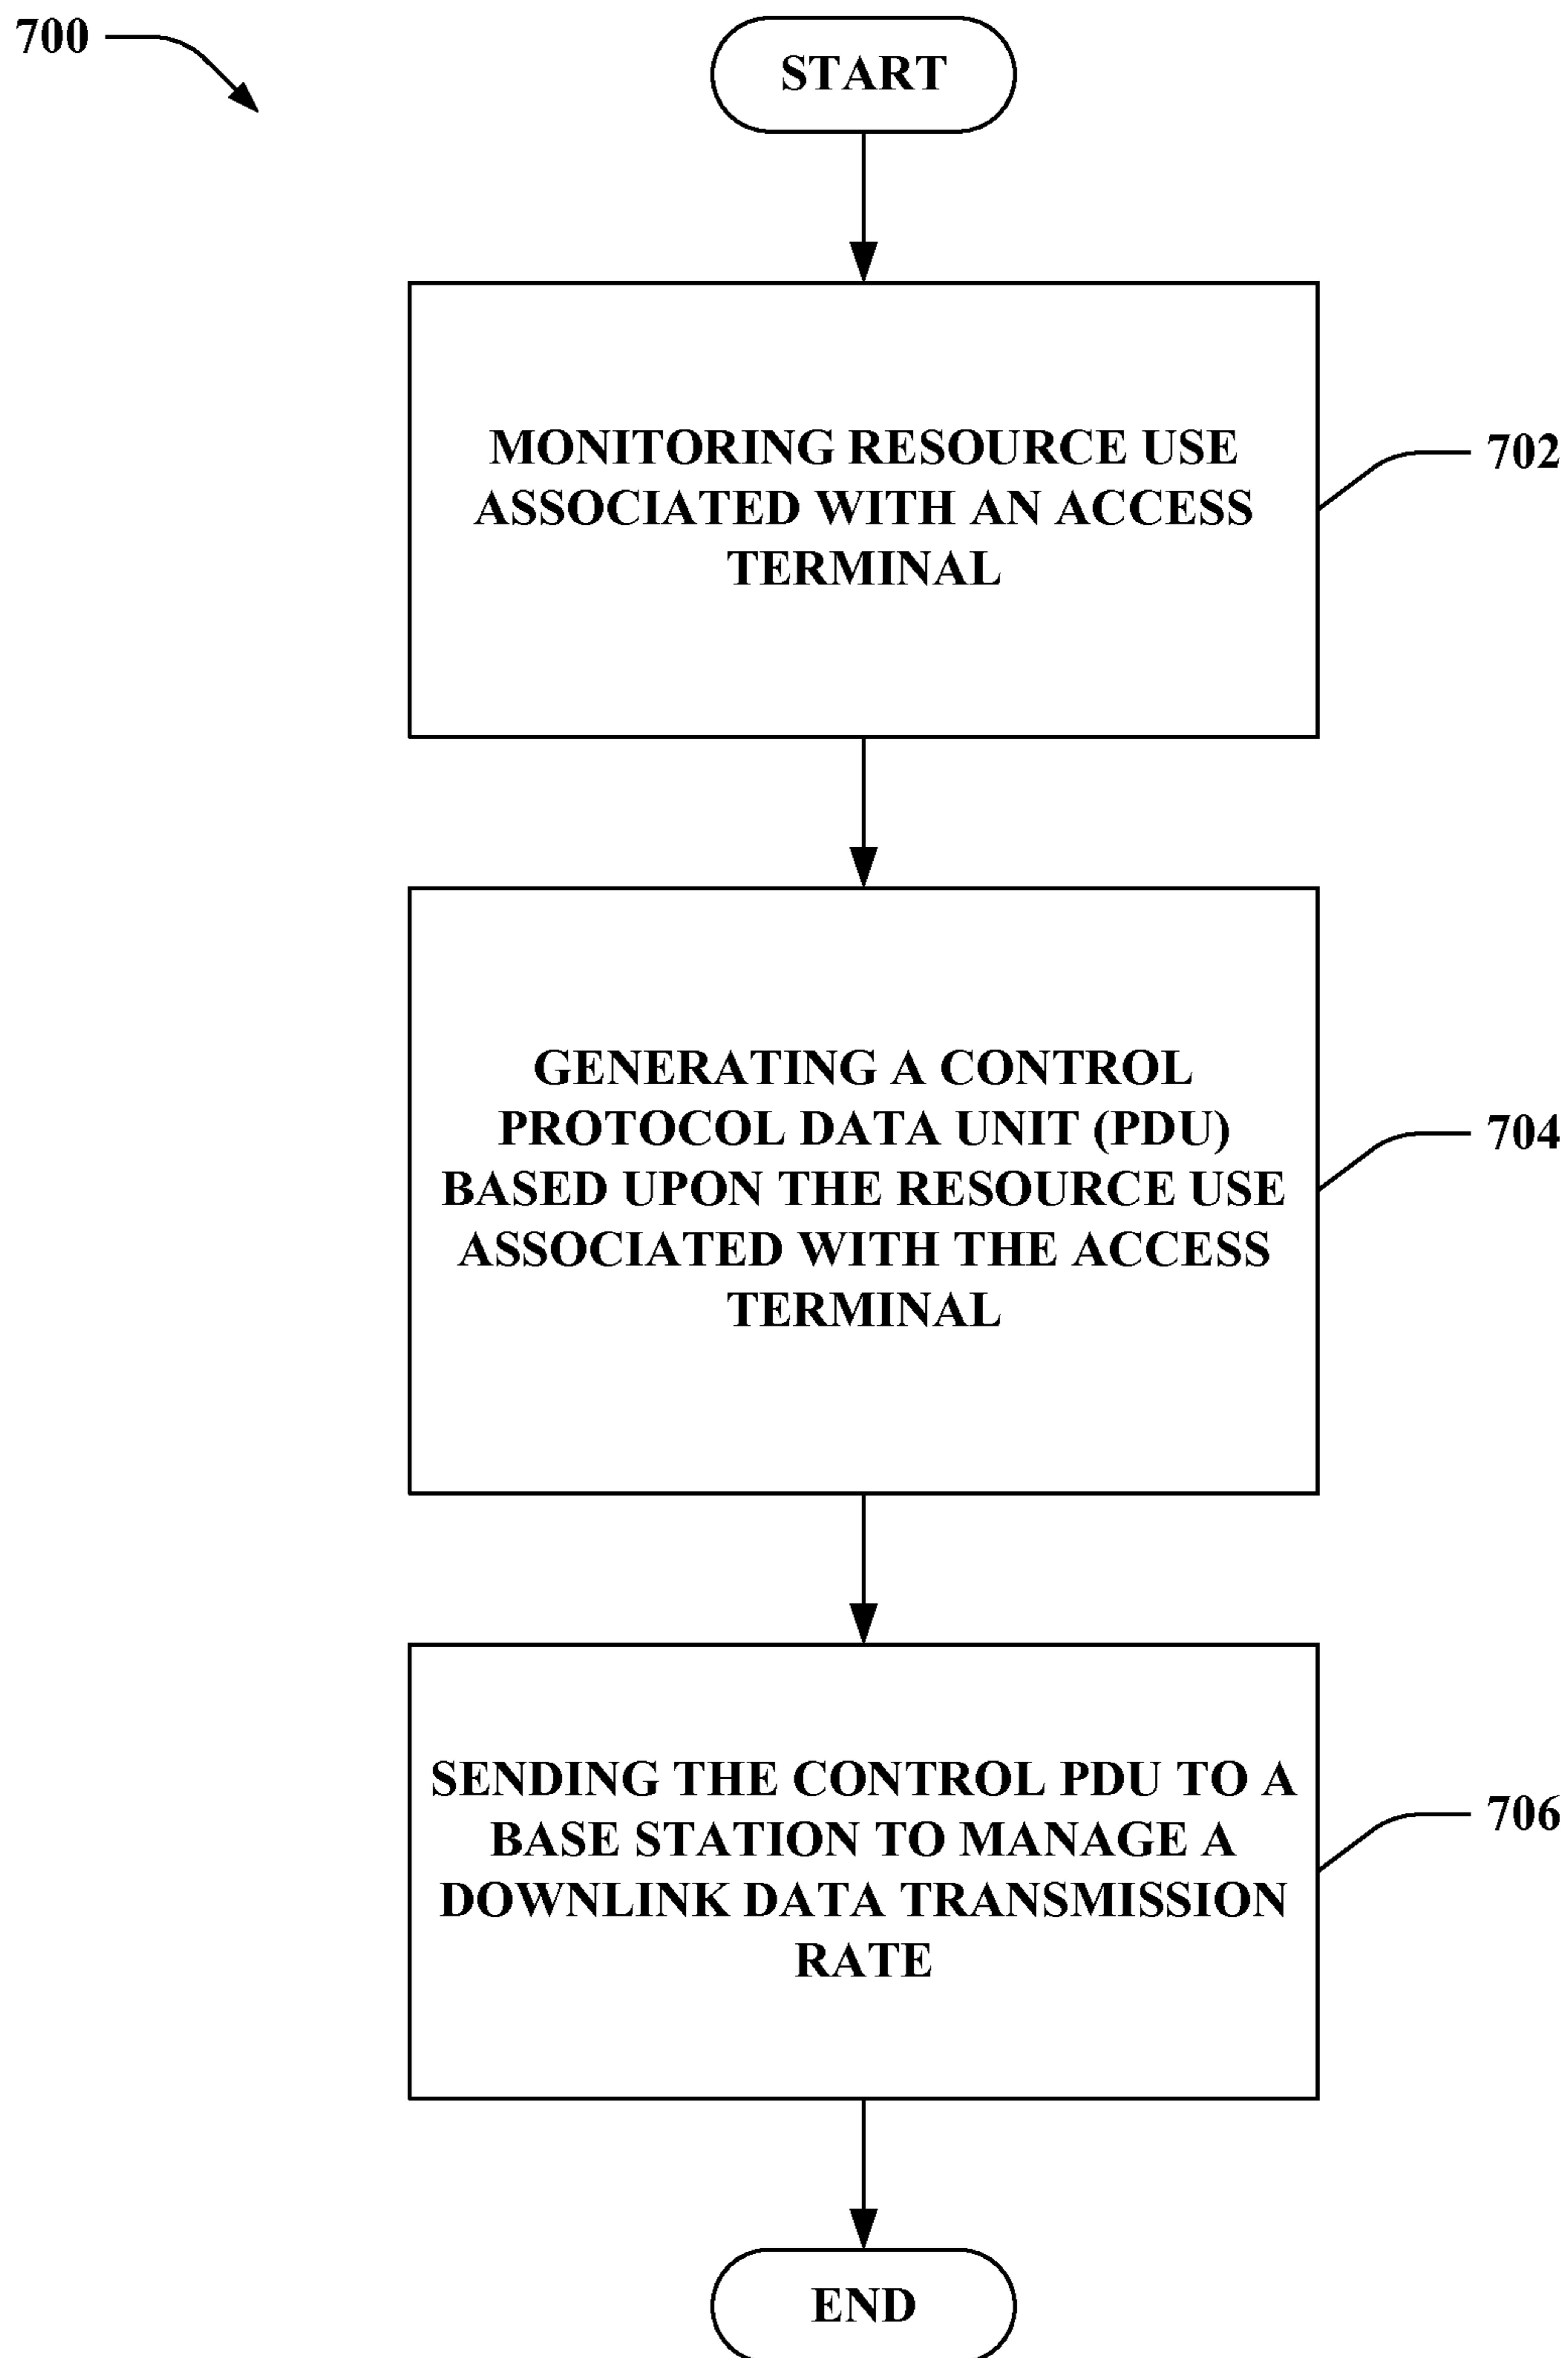 700
START
MONITORING RESOURCE USE
ASSOCIATED WITH AN ACCESS
TERMINAL
702
GENERATING A CONTROL
PROTOCOL DATA UNIT (PDU)
BASED UPON THE RESOURCE USE
ASSOCIATED WITH THE ACCESS
TERMINAL
704
SENDING THE CONTROL PDU TO A
BASE STATION TO MANAGE A
DOWNLINK DATA TRANSMISSION
RATE
706
END